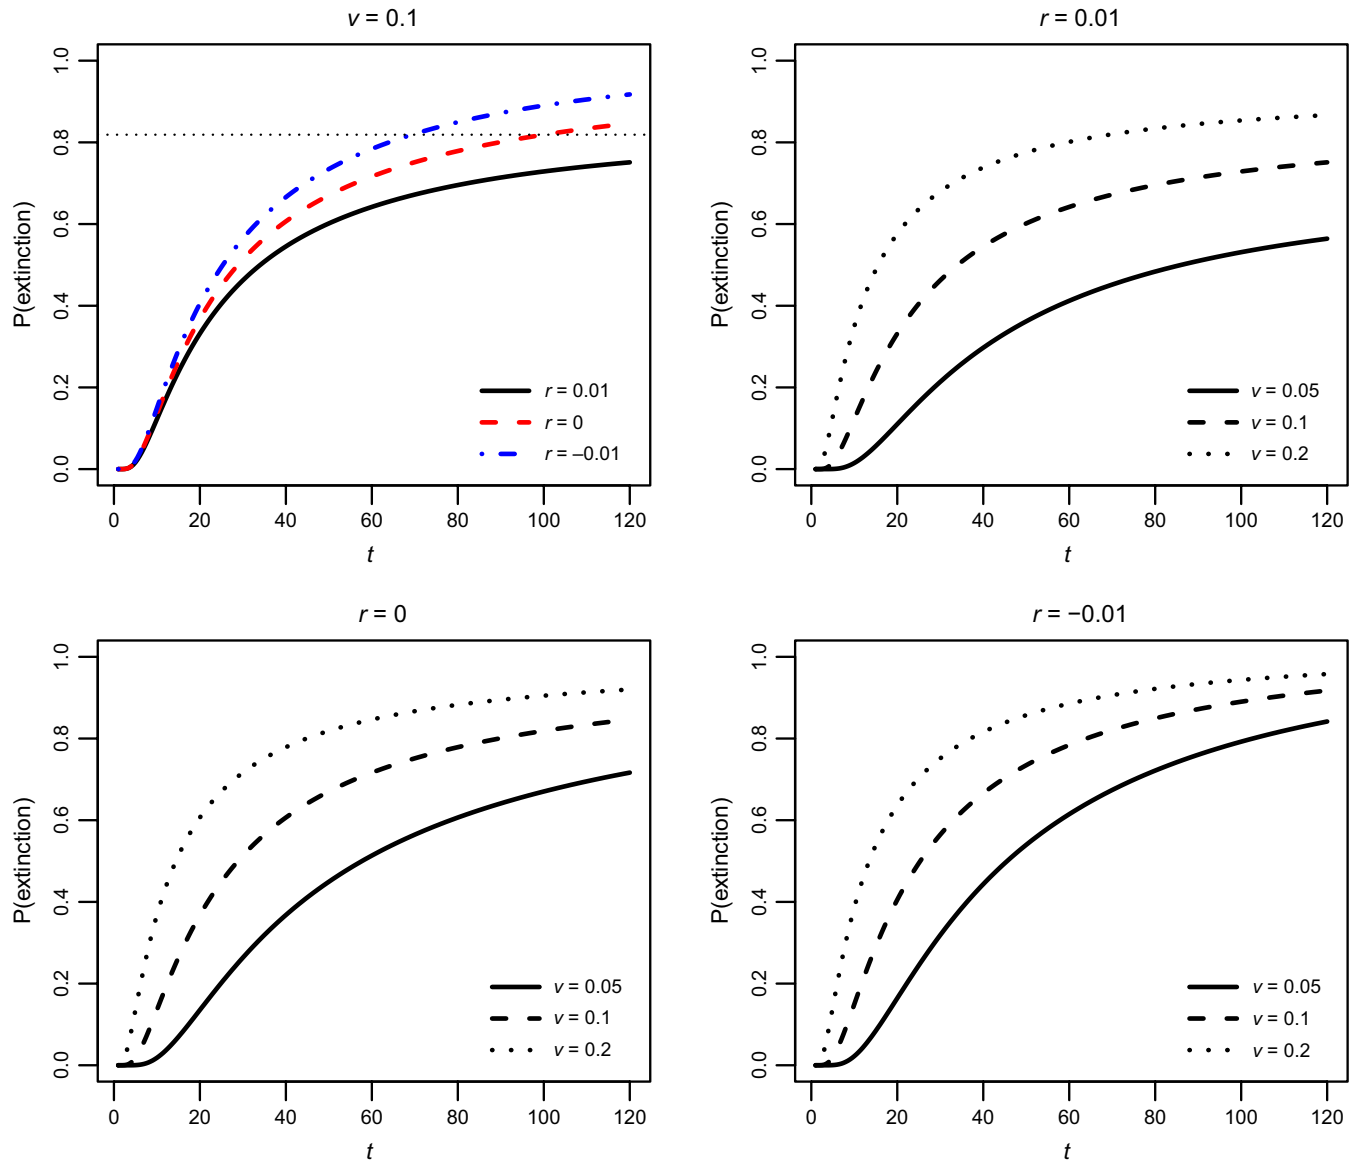 v = 0.1
P(extinction)
1.0
0.8
0.6
0.4
0.2
0.0
r = 0.01
r = 0
r = –0.01
0 20 40 60 80 100 120
t
r = 0.01
P(extinction)
1.0
0.8
0.6
0.4
0.2
0.0
v = 0.05
v = 0.1
v = 0.2
0 20 40 60 80 100 120
t
r = 0
P(extinction)
1.0
0.8
0.6
0.4
0.2
0.0
v = 0.05
v = 0.1
v = 0.2
0 20 40 60 80 100 120
t
r = −0.01
P(extinction)
1.0
0.8
0.6
0.4
0.2
0.0
v = 0.05
v = 0.1
v = 0.2
0 20 40 60 80 100 120
t